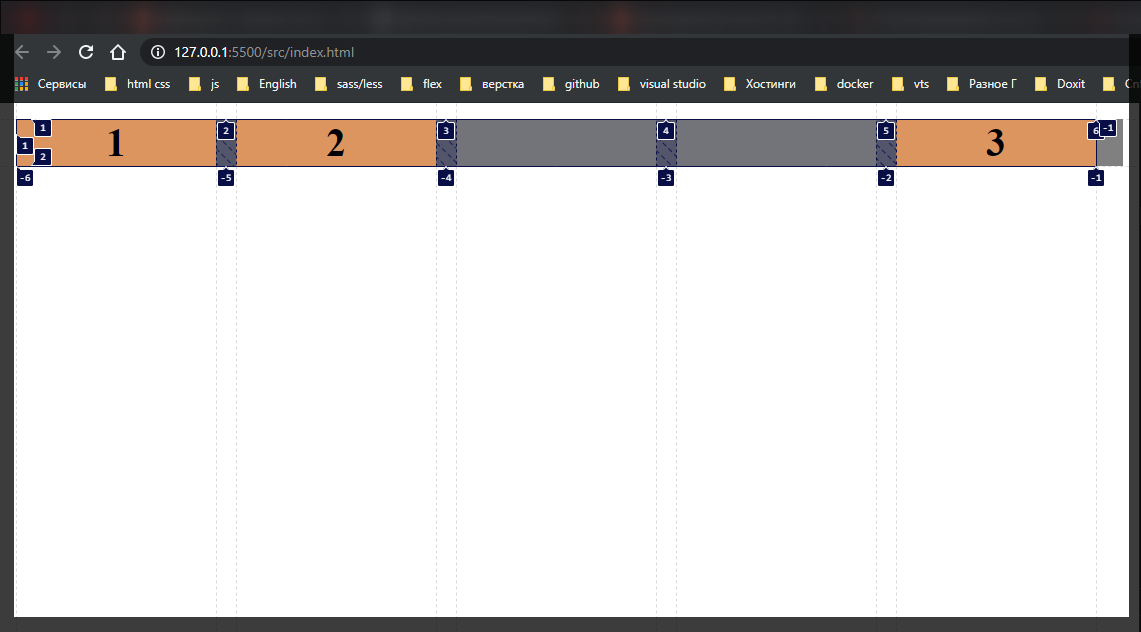 127.0.0.1:5500/src/index.html
Сервисы html css js English sass/less flex верстка github visual studio Хостинги docker vts Разное Г Doxit
1 2 3 4 5 6 -1
1 1 2 3
2
-6 -5 -4 -3 -2 -1